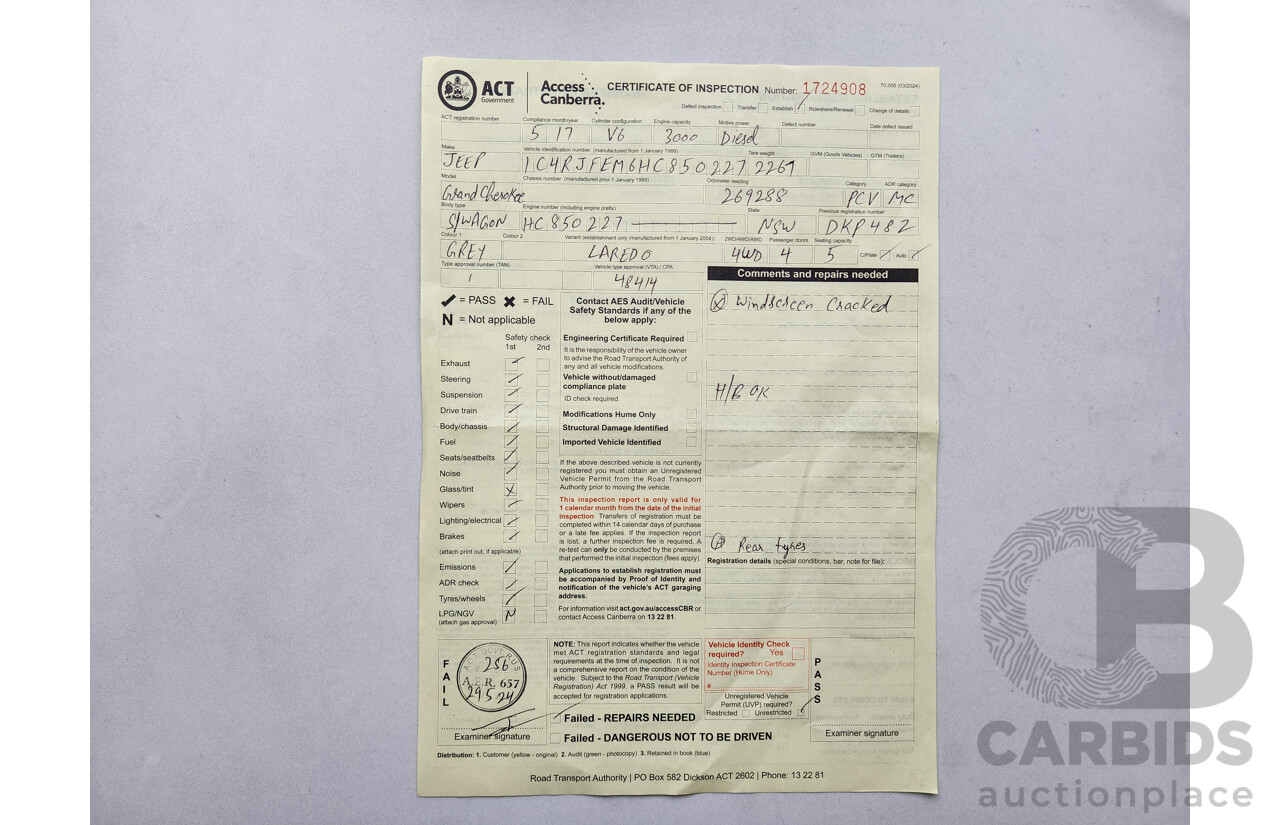 ACT Government
Access Canberra.
CERTIFICATE OF INSPECTION Number: 1724908
70.006 (03/2024)
Defect inspection Transfer Establish Rideshare/Renewal Change of details
ACT registration number Compliance month/year Cylinder configuration Engine capacity Motive power Defect number Date defect issued
5 17 V6 3000 Diesel
Make Vehicle identification number (manufactured from 1 January 1989) Tare weight GVM (Goods Vehicles) GTM (Trailers)
JEEP 1C4RJFEM6HC850227 2267
Model Chassis number (manufactured prior 1 January 1989) Odometer reading Category ADR category
Grand Cherokee 269288 PCV MC
Body type Engine number (including engine prefix) State Previous registration number
S/WAGON HC850227 NSW DKP48Z
Colour 1 Colour 2 Variant (establishment only (manufactured from 1 January 2004)) 2WD/4WD/AWD Passenger doors Seating capacity
GREY LAREDO 4WD 4 5 C/Plate Auto
Type approval number (TAN) Vehicle type approval (VTA) / CPA
1 48414
Comments and repairs needed
✓ = PASS ✖ = FAIL
N = Not applicable
Safety check
1st 2nd
Exhaust
Steering
Suspension
Drive train
Body/chassis
Fuel
Seats/seatbelts
Noise
Glass/tint X
Wipers
Lighting/electrical
Brakes
(attach print out, if applicable)
Emissions
ADR check
Tyres/wheels
LPG/NGV N
(attach gas approval)
Contact AES Audit/Vehicle
Safety Standards if any of the
below apply:
Engineering Certificate Required
It is the responsibility of the vehicle owner
to advise the Road Transport Authority of
any and all vehicle modifications.
Vehicle without/damaged
compliance plate
ID check required.
Modifications Hume Only
Structural Damage Identified
Imported Vehicle Identified
If the above described vehicle is not currently
registered you must obtain an Unregistered
Vehicle Permit from the Road Transport
Authority prior to moving the vehicle.
This inspection report is only valid for
1 calendar month from the date of the initial
inspection. Transfers of registration must be
completed within 14 calendar days of purchase
or a late fee applies. If the inspection report
is lost, a further inspection fee is required. A
re-test can only be conducted by the premises
that performed the initial inspection (fees apply).
Applications to establish registration must
be accompanied by Proof of Identity and
notification of the vehicle's ACT garaging
address.
For information visit act.gov.au/accessCBR or
contact Access Canberra on 13 22 81.
X Windscreen Cracked
H/B OK
A Rear tyres
Registration details (special conditions, bar, note for file):
FAIL
256
A.E.R. 657
29.5.24
Examiner signature
NOTE: This report indicates whether the vehicle
met ACT registration standards and legal
requirements at the time of inspection. It is not
a comprehensive report on the condition of the
vehicle. Subject to the Road Transport (Vehicle
Registration) Act 1999, a PASS result will be
accepted for registration applications.
Failed - REPAIRS NEEDED
Failed - DANGEROUS NOT TO BE DRIVEN
Vehicle Identity Check
required? Yes
Identity Inspection Certificate
Number (Hume Only)
#
Unregistered Vehicle
Permit (UVP) required?
Restricted Unrestricted
PASS
Examiner signature
Distribution: 1. Customer (yellow - original) 2. Audit (green - photocopy) 3. Retained in book (blue)
Road Transport Authority | PO Box 582 Dickson ACT 2602 | Phone: 13 22 81
CARBIDS
auctionplace